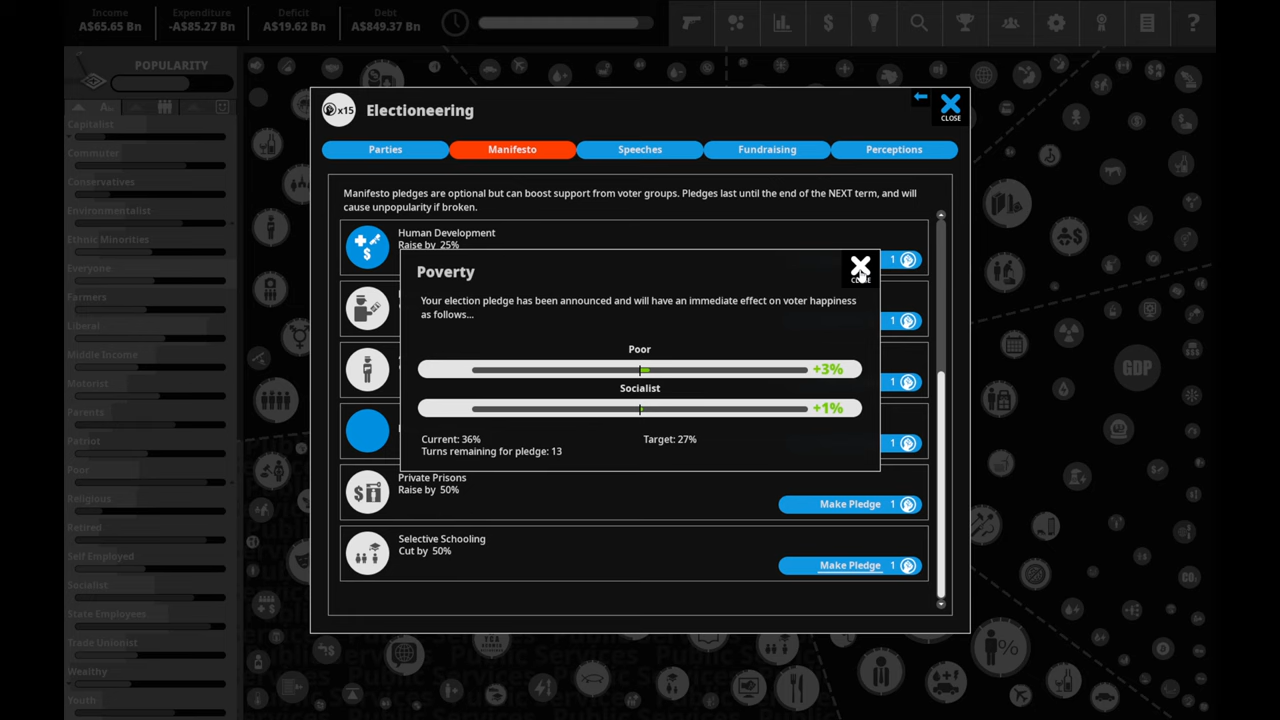 Income
A$65.65 Bn
Expenditure
-A$85.27 Bn
Deficit
A$19.62 Bn
Debt
A$849.37 Bn
?
POPULARITY
Capitalist
Commuter
Conservatives
Environmentalist
Ethnic Minorities
Everyone
Farmers
Liberal
Middle Income
Motorist
Parents
Patriot
Poor
Religious
Retired
Self Employed
Socialist
State Employees
Trade Unionist
Wealthy
Youth
x15
Electioneering
CLOSE
Parties
Manifesto
Speeches
Fundraising
Perceptions
Manifesto pledges are optional but can boost support from voter groups. Pledges last until the end of the NEXT term, and will
cause unpopularity if broken.
Human Development
Raise by 25%
1
1
1
1
Poverty
Your election pledge has been announced and will have an immediate effect on voter happiness
as follows...
Poor
+3%
Socialist
+1%
Current: 36%
Target: 27%
Turns remaining for pledge: 13
Private Prisons
Raise by 50%
Make Pledge 1
Selective Schooling
Cut by 50%
Make Pledge 1
GDP
Public Services